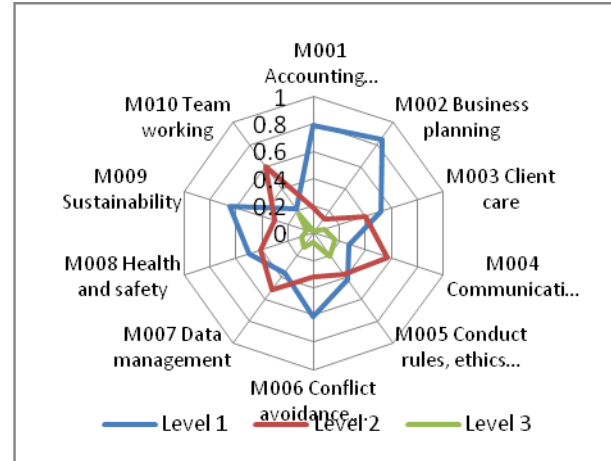 M001
Accounting...
M002 Business
planning
M003 Client
care
M004
Communicati...
M005 Conduct
rules, ethics...
M006 Conflict
avoidance...
M007 Data
management
M008 Health
and safety
M009
Sustainability
M010 Team
working
1
0.8
0.6
0.4
0.2
0
Level 1
Level 2
Level 3